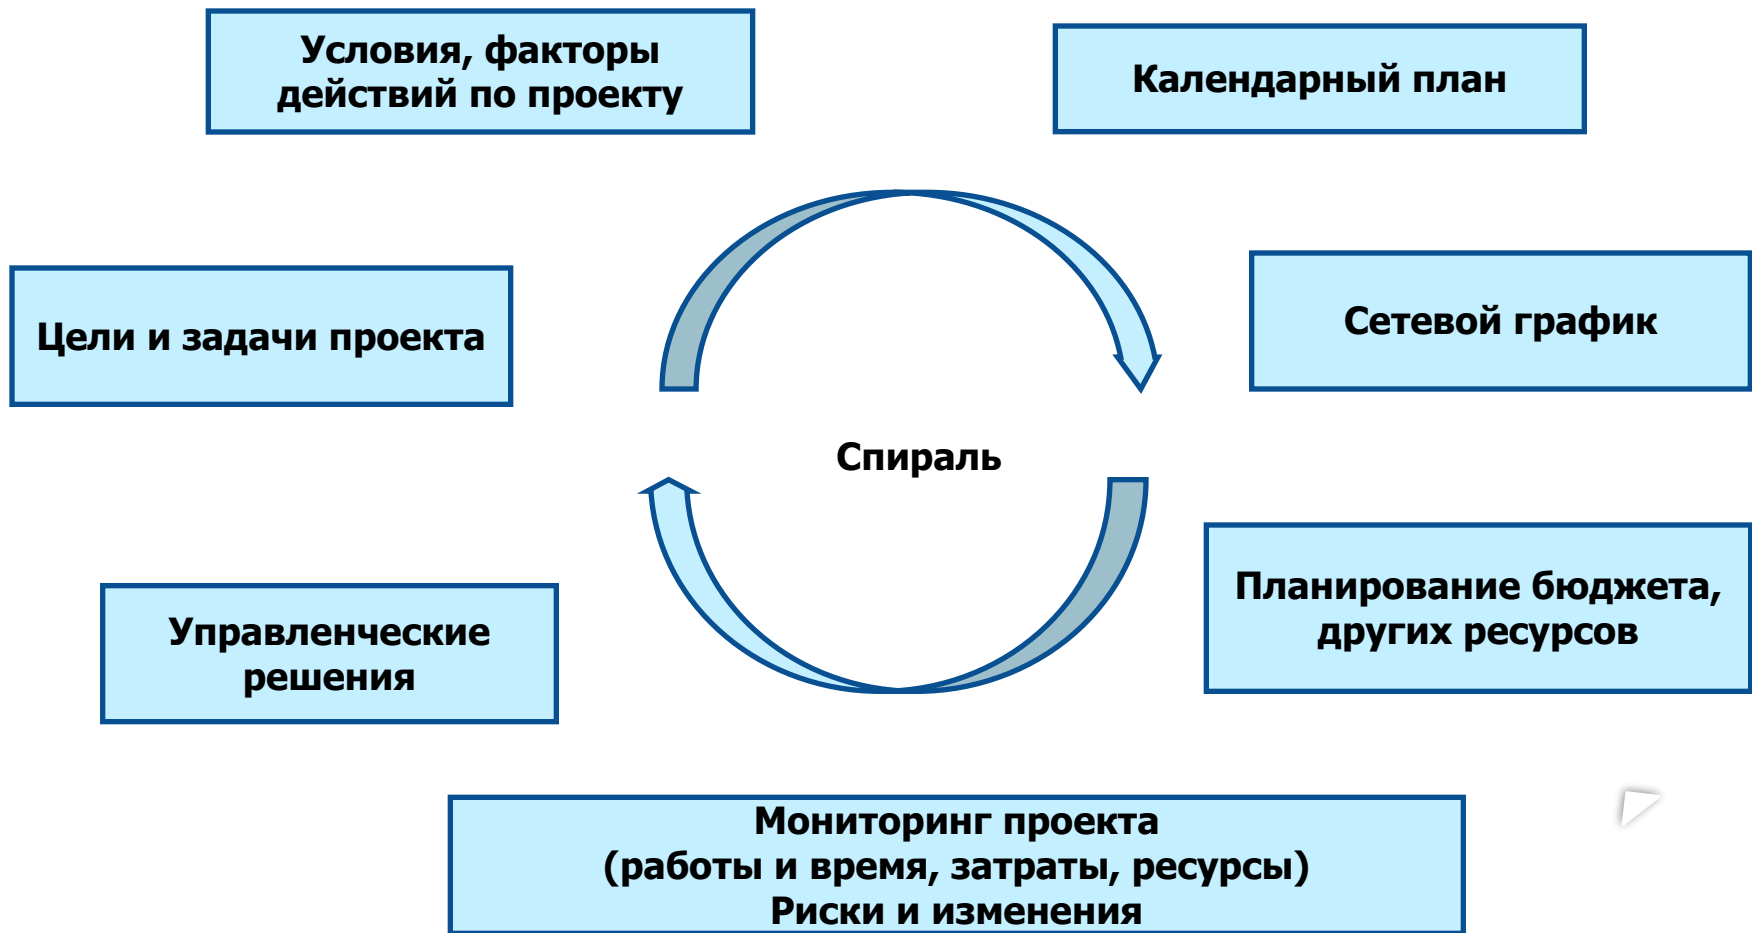 Условия, факторы
действий по проекту
Календарный план
Цели и задачи проекта
Сетевой график
Спираль
Планирование бюджета,
других ресурсов
Управленческие
решения
Мониторинг проекта
(работы и время, затраты, ресурсы)
Риски и изменения